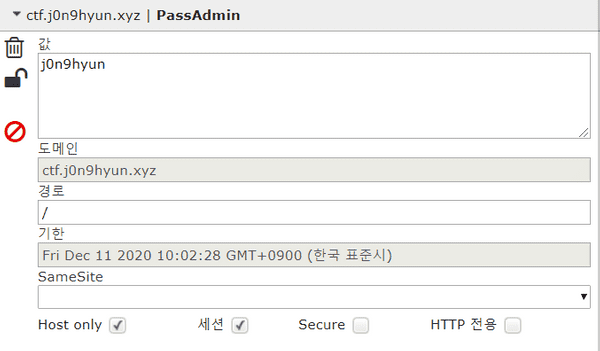 ctf.j0n9hyun.xyz | PassAdmin
값
j0n9hyun
도메인
ctf.j0n9hyun.xyz
경로
/
기한
Fri Dec 11 2020 10:02:28 GMT+0900 (한국 표준시)
SameSite
Host only 세션 Secure HTTP 전용